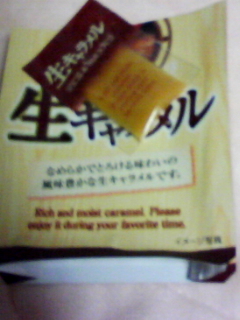 生キャラメル
生キャラメル
なめらかでとろける味わいの
風味豊かな生キャラメルです。
Rich and moist caramel. Please
enjoy it during your favorite time.
イメージ写真